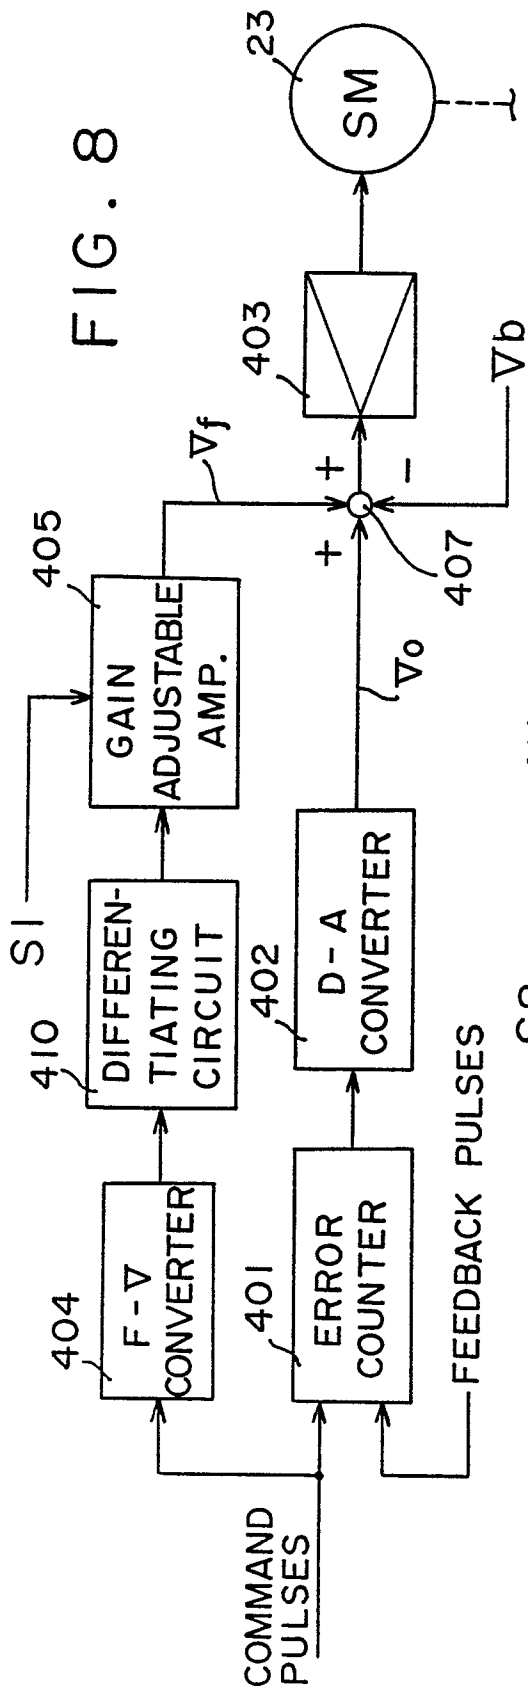 FIG. 8
S1
410
405
DIFFEREN-
TIATING
CIRCUIT
GAIN
ADJUSTABLE
AMP.
Vf
404
F-V
CONVERTER
403
23
SM
+
+
-
407
Vo
Vb
COMMAND
PULSES
401
ERROR
COUNTER
402
D-A
CONVERTER
FEEDBACK PULSES